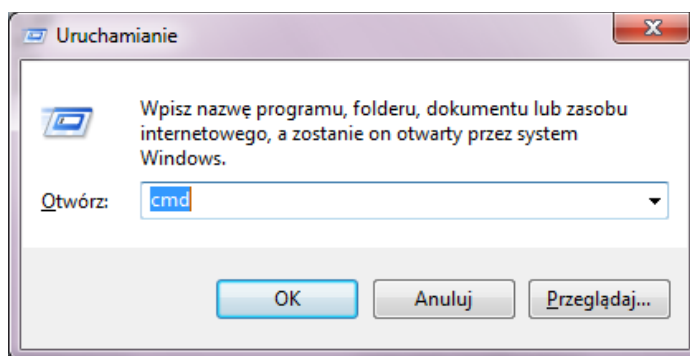 Uruchamianie
Wpisz nazwę programu, folderu, dokumentu lub zasobu
internetowego, a zostanie on otwarty przez system
Windows.
Otwórz: cmd
OK Anuluj Przeglądaj...